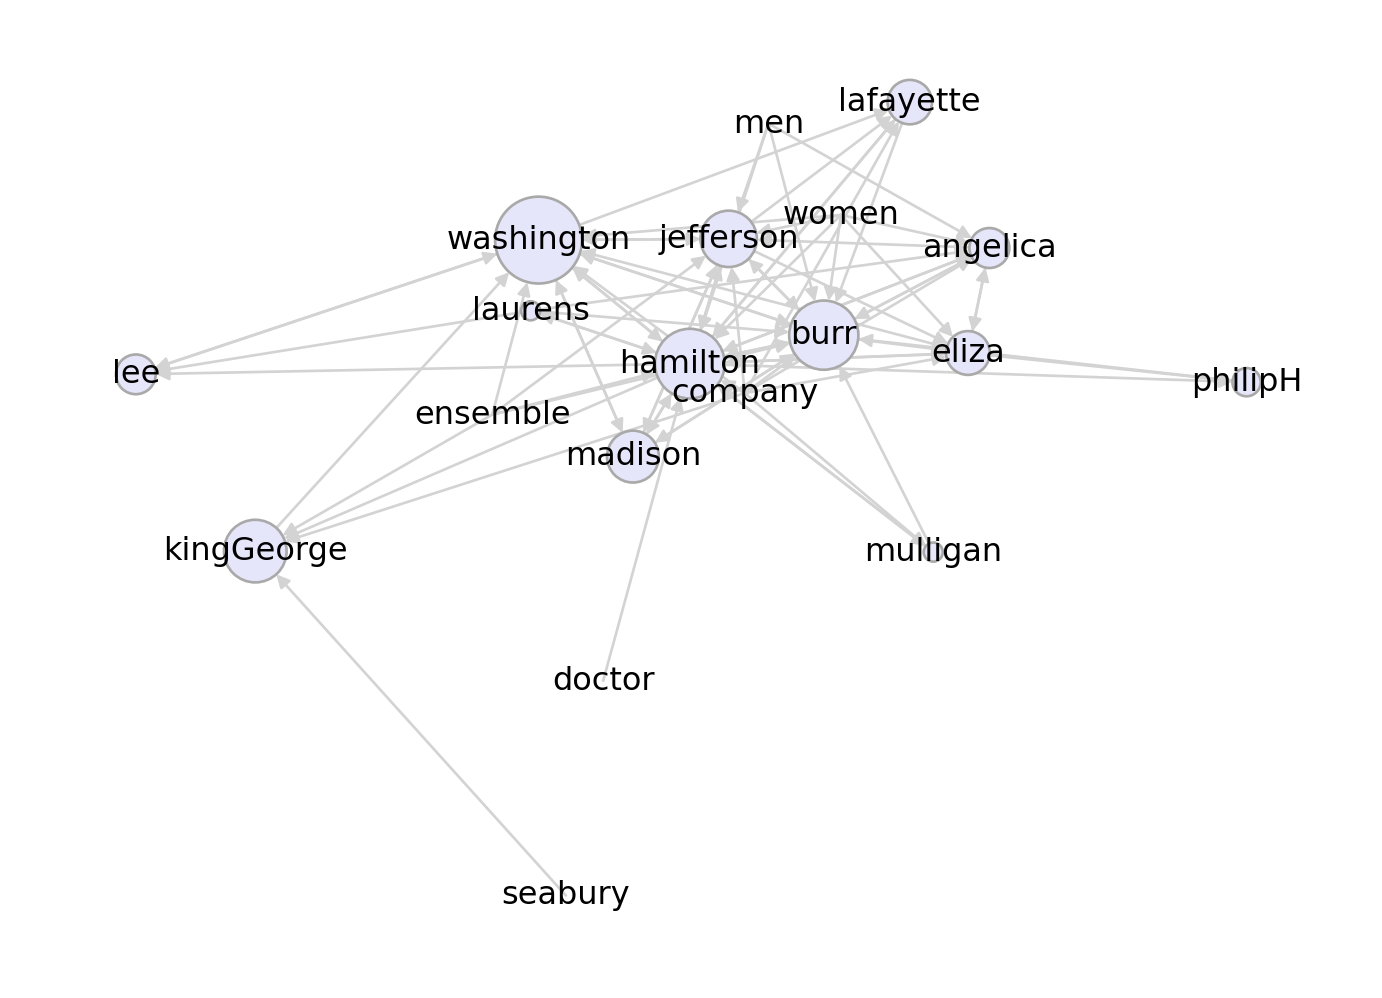 lafayette
men
women
washington
jefferson
angelica
laurens
burr
eliza
hamilton
lee
philipH
company
ensemble
madison
kingGeorge
mulligan
doctor
seabury